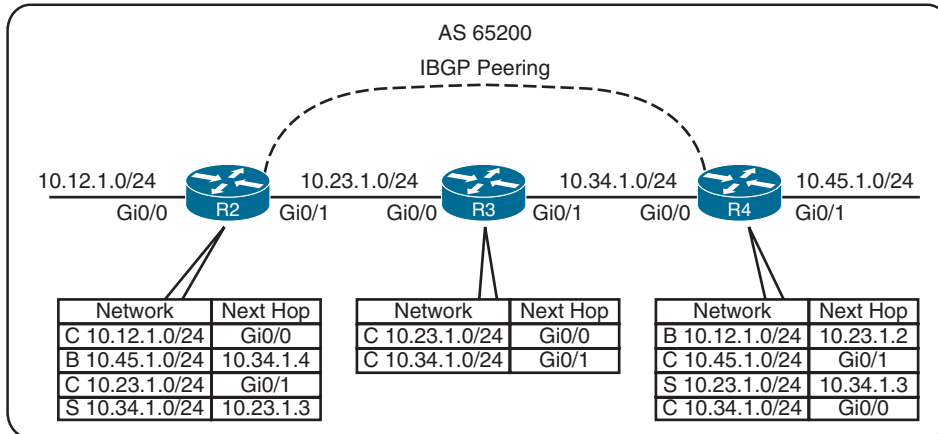 AS 65200
IBGP Peering
10.12.1.0/24 10.23.1.0/24 10.34.1.0/24 10.45.1.0/24
Gi0/0 R2 Gi0/1 Gi0/0 R3 Gi0/1 Gi0/0 R4 Gi0/1
Network Next Hop
C 10.12.1.0/24 Gi0/0
B 10.45.1.0/24 10.34.1.4
C 10.23.1.0/24 Gi0/1
S 10.34.1.0/24 10.23.1.3
Network Next Hop
C 10.23.1.0/24 Gi0/0
C 10.34.1.0/24 Gi0/1
Network Next Hop
B 10.12.1.0/24 10.23.1.2
C 10.45.1.0/24 Gi0/1
S 10.23.1.0/24 10.34.1.3
C 10.34.1.0/24 Gi0/0